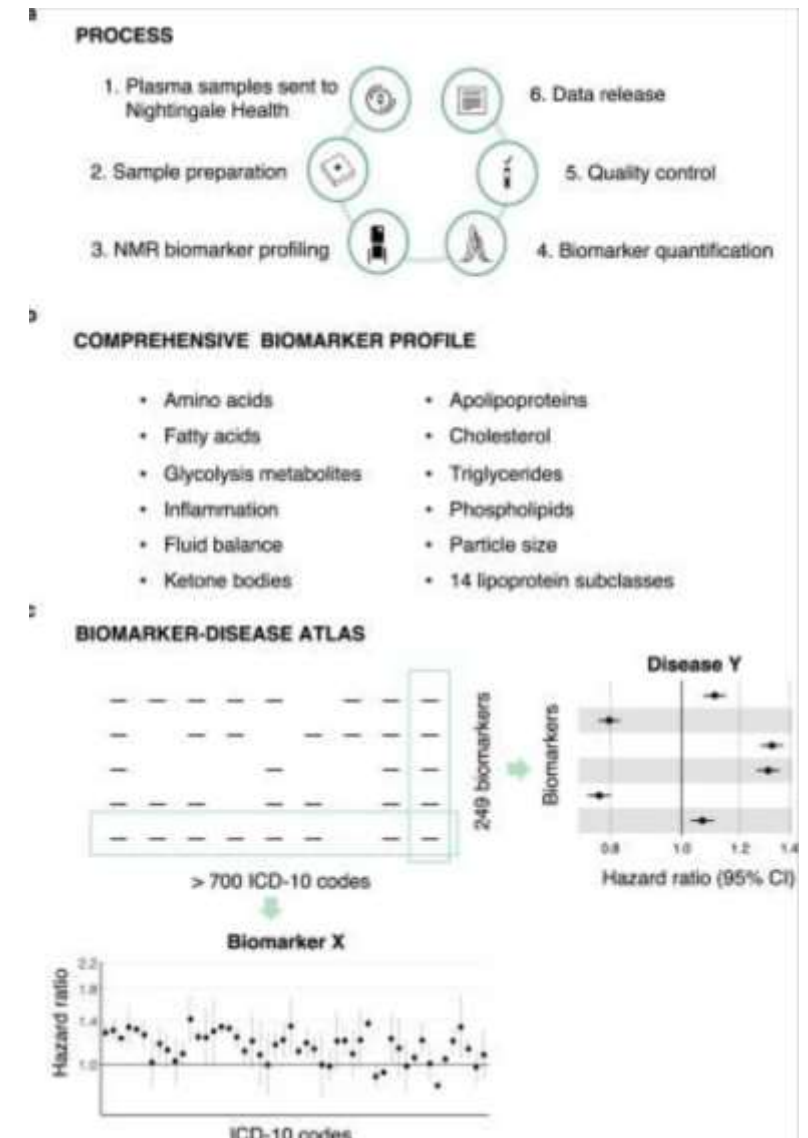 PROCESS
1. Plasma samples sent to
Nightingale Health
2. Sample preparation
3. NMR biomarker profiling
6. Data release
5. Quality control
4. Biomarker quantification
COMPREHENSIVE BIOMARKER PROFILE
• Amino acids
• Fatty acids
• Glycolysis metabolites
• Inflammation
• Fluid balance
• Ketone bodies
• Apolipoproteins
• Cholesterol
• Triglycerides
• Phospholipids
• Particle size
• 14 lipoprotein subclasses
c
BIOMARKER-DISEASE ATLAS
249 biomarkers
> 700 ICD-10 codes
Disease Y
Biomarkers
0.8 1.0 1.2 1.4
Hazard ratio (95% CI)
Biomarker X
Hazard ratio
2.2
1.8
1.4
1.0
ICD-10 codes